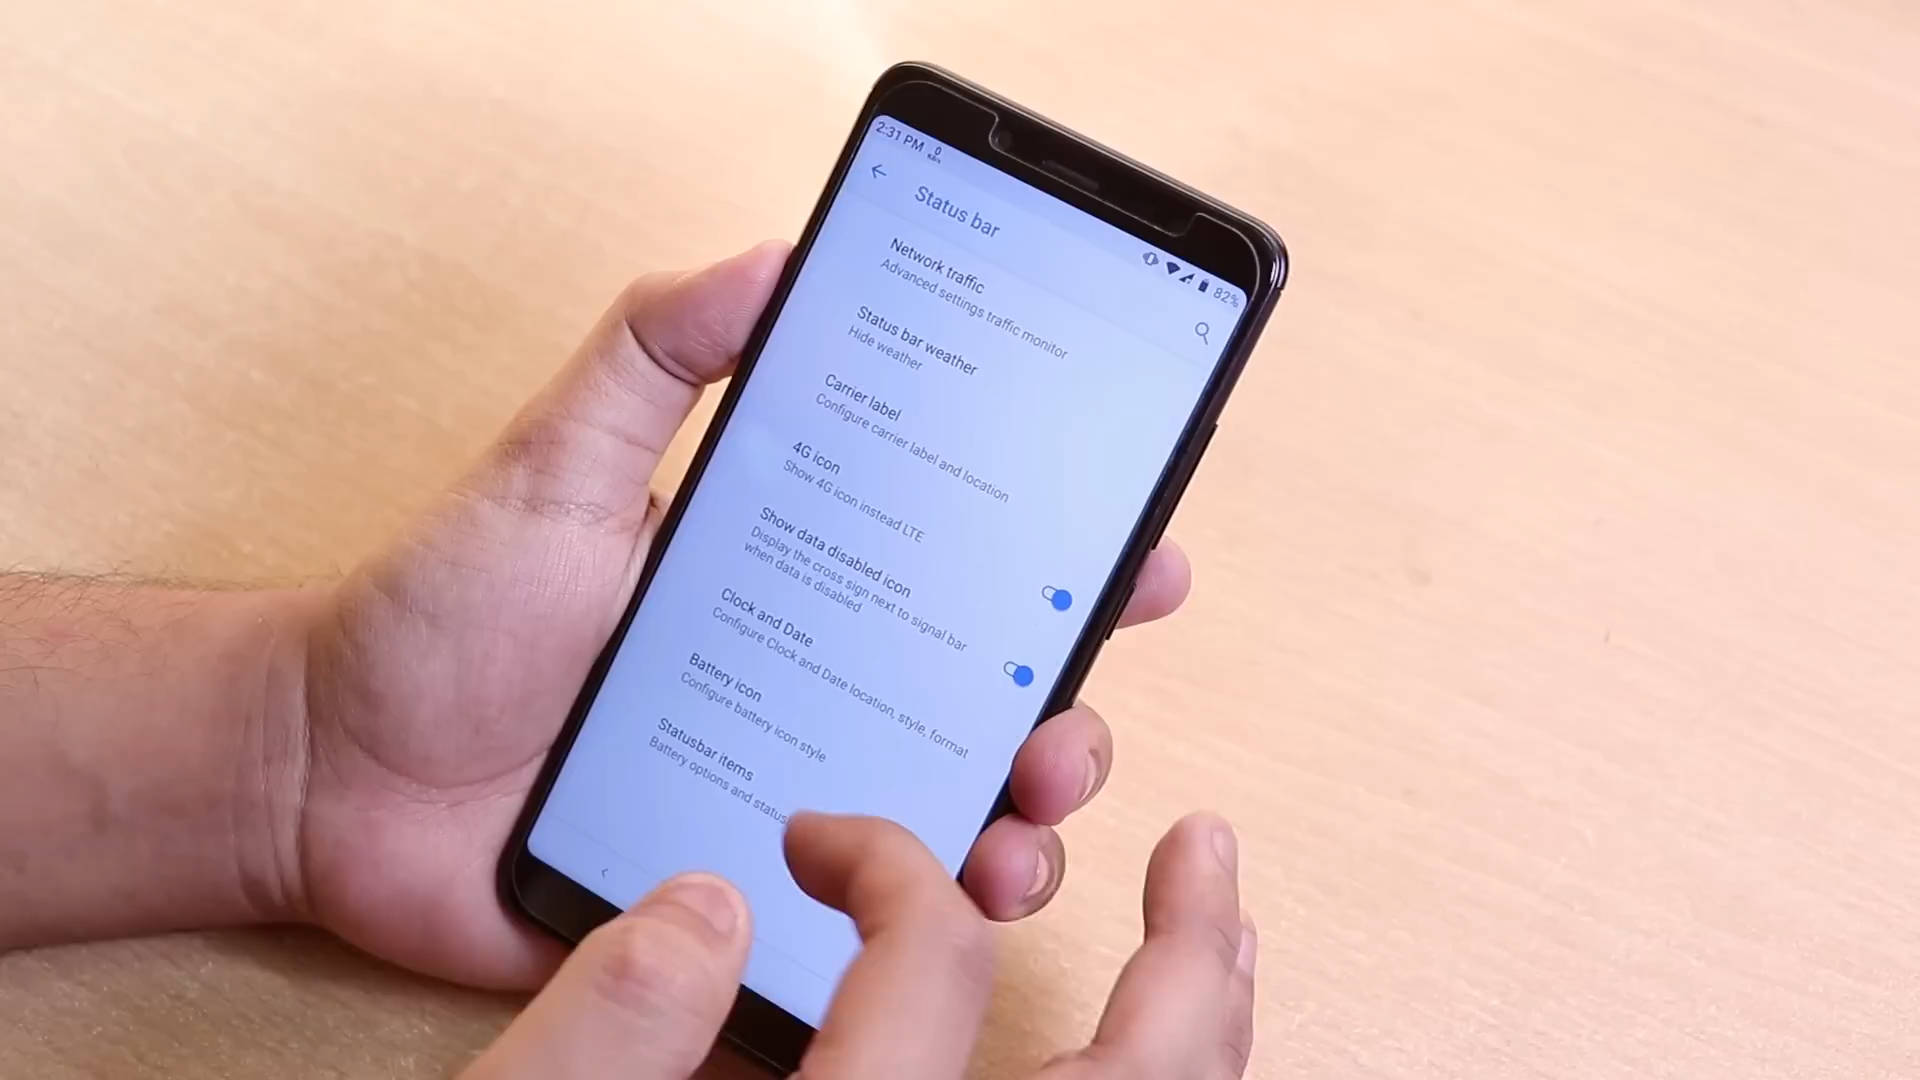 2:31 PM
0
82%
Status bar
Network traffic
Advanced settings traffic monitor
Status bar weather
Hide weather
Carrier label
Configure carrier label and location
4G icon
Show 4G icon instead LTE
Show data disabled icon
Display the cross sign next to signal bar
when data is disabled
Clock and Date
Configure Clock and Date location, style, format
Battery icon
Configure battery icon style
Statusbar items
Battery options and